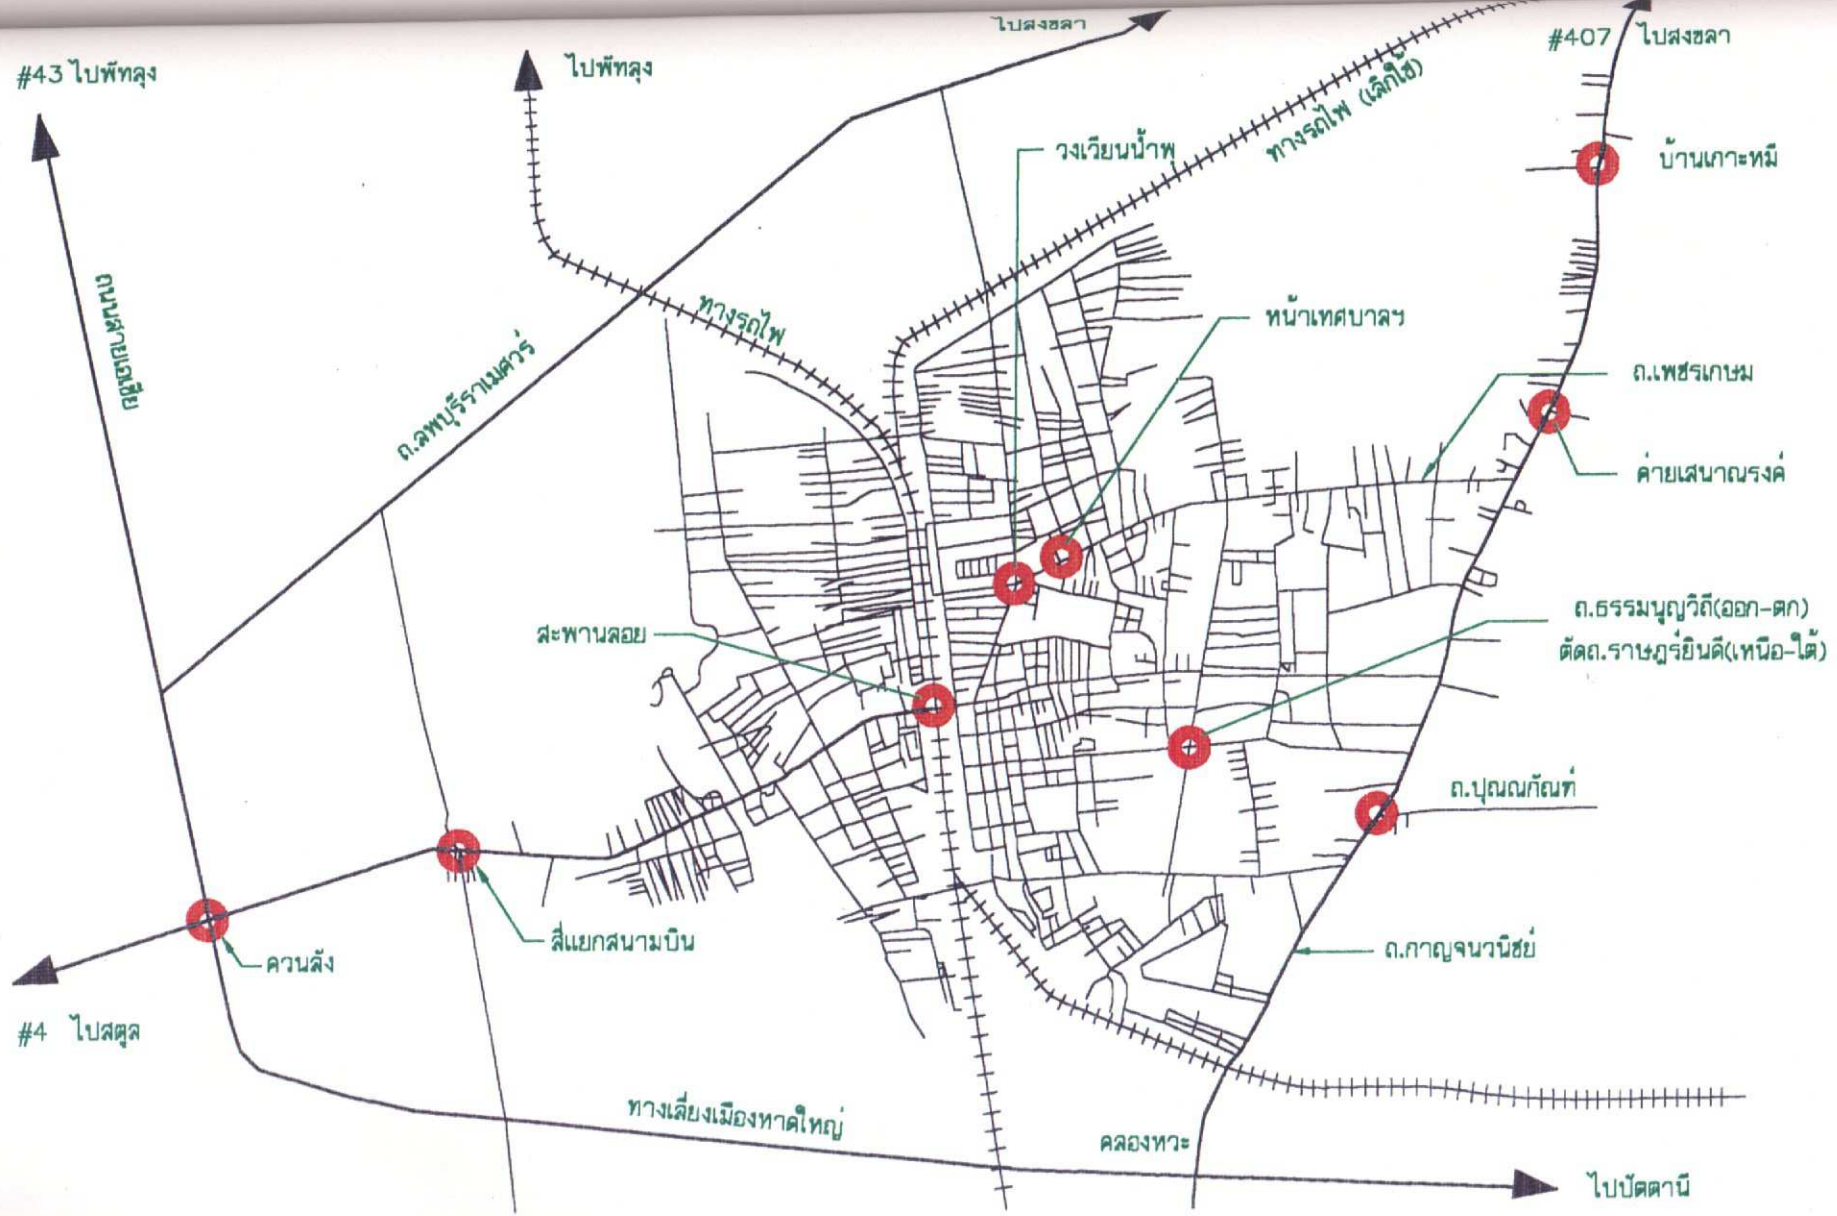 ไปสงขลา
#407 ไปสงขลา
#43 ไปพัทลุง
ไปพัทลุง
ทางรถไฟ (เลิกใช้)
วงเวียนน้ำพุ
บ้านเกาะหมี
ถนนสายเอเซีย
ทางรถไฟ
หน้าเทศบาลฯ
ถ.ลพบุรีราเมศวร์
ถ.เพชรเกษม
ค่ายเสนาณรงค์
สะพานลอย
ถ.ธรรมนูญวิถี(ออก-ตก)
ตัดถ.ราษฎร์ยินดี(เหนือ-ใต้)
ถ.ปุณณกัณฑ์
สี่แยกสนามบิน
ควนลัง
ถ.กาญจนวนิชย์
#4 ไปสตูล
ทางเลี่ยงเมืองหาดใหญ่
คลองหวะ
ไปปัตตานี